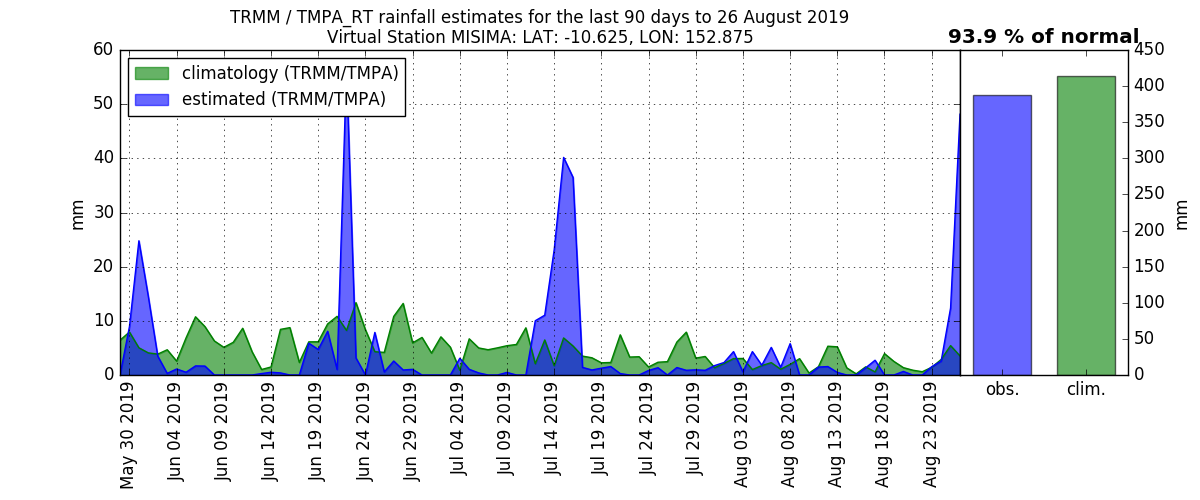 TRMM / TMPA_RT rainfall estimates for the last 90 days to 26 August 2019
Virtual Station MISIMA: LAT: -10.625, LON: 152.875
93.9 % of normal
climatology (TRMM/TMPA)
estimated (TRMM/TMPA)
60
50
40
30
20
10
0
mm
450
400
350
300
250
200
150
100
50
0
mm
May 30 2019
Jun 04 2019
Jun 09 2019
Jun 14 2019
Jun 19 2019
Jun 24 2019
Jun 29 2019
Jul 04 2019
Jul 09 2019
Jul 14 2019
Jul 19 2019
Jul 24 2019
Jul 29 2019
Aug 03 2019
Aug 08 2019
Aug 13 2019
Aug 18 2019
Aug 23 2019
obs.
clim.